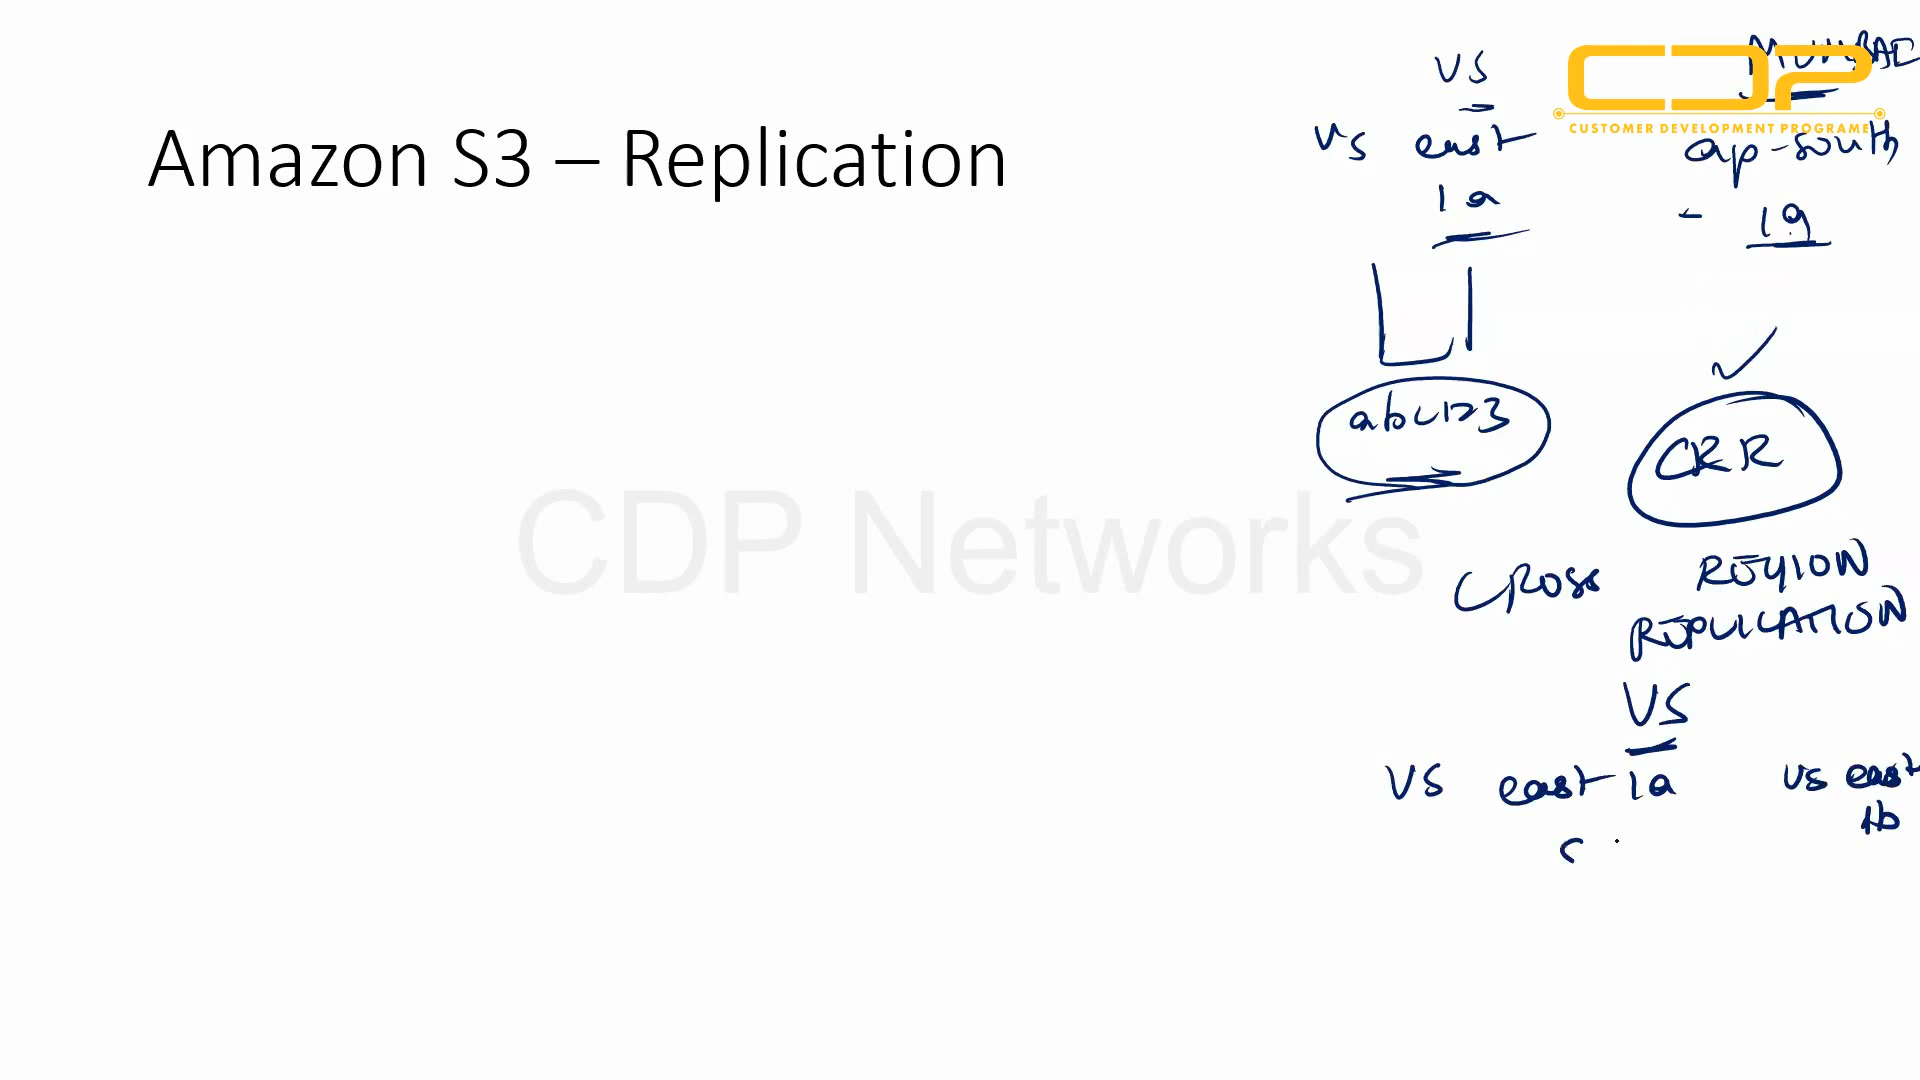 US
MUMBAI
CUSTOMER DEVELOPMENT PROGRAME
Amazon S3 – Replication
US east
ap-south
1a
- 1a
abc123
CRR
CDP Networks
CROSS REGION
REPLICATION
US
US east 1a
us east
1b